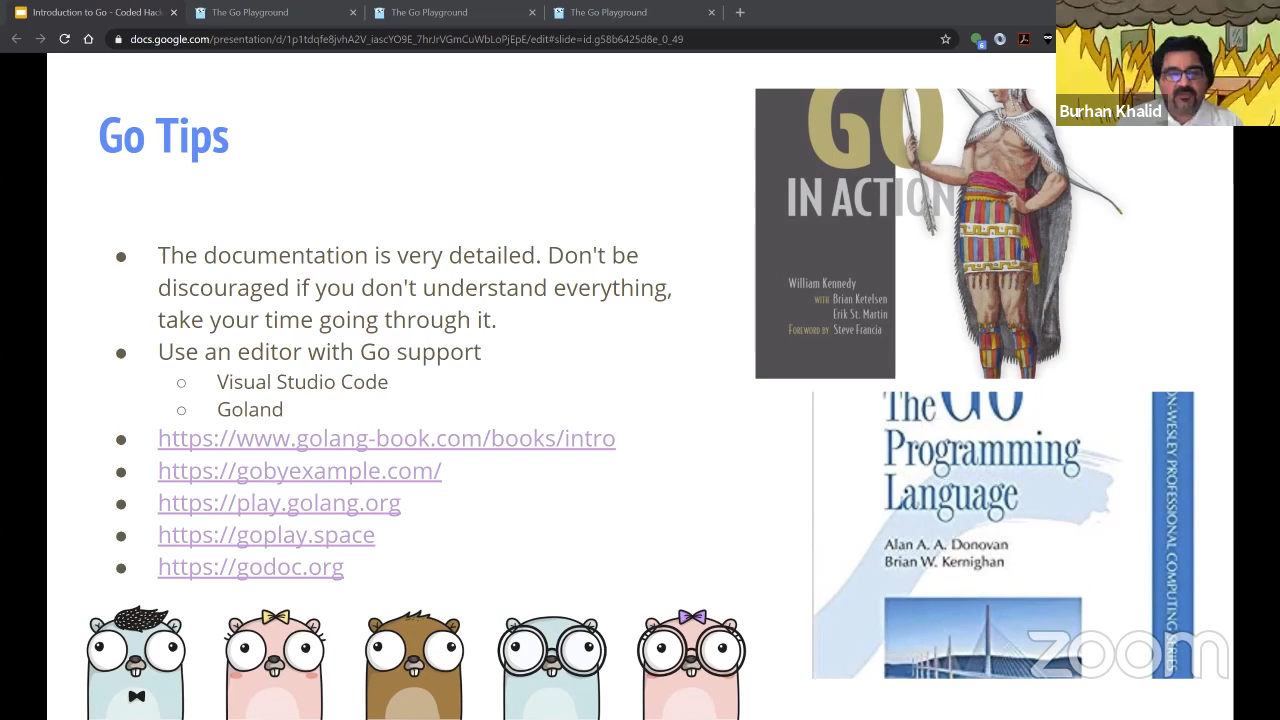 Introduction to Go - Coded Hack
The Go Playground
The Go Playground
The Go Playground
docs.google.com/presentation/d/1p1tdqfe8jvhA2V_iascYO9E_7hrJrVGmCuWbLoPjEpE/edit#slide=id.g58b6425d8e_0_49
Burhan Khalid
Go Tips
The documentation is very detailed. Don't be
discouraged if you don't understand everything,
take your time going through it.
Use an editor with Go support
Visual Studio Code
Goland
https://www.golang-book.com/books/intro
https://gobyexample.com/
https://play.golang.org
https://goplay.space
https://godoc.org
GO
IN ACTION
William Kennedy
WITH Brian Ketelsen
Erik St. Martin
FOREWORD BY Steve Francia
The GO
Programming
Language
Alan A. A. Donovan
Brian W. Kernighan
ON-WESLEY PROFESSIONAL COMPUTING SERIES
zoom